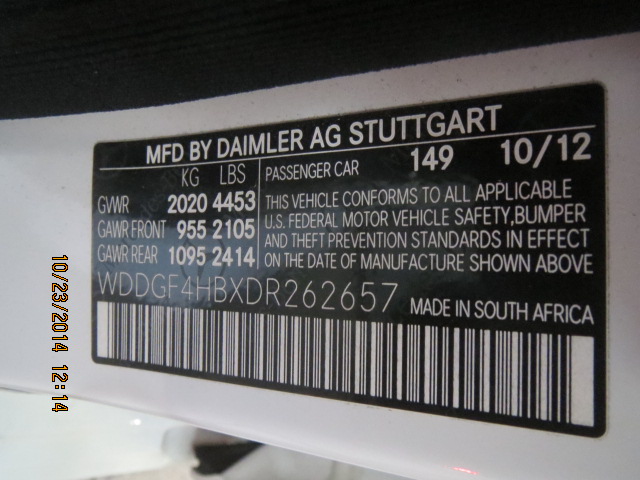 MFD BY DAIMLER AG STUTTGART
KG LBS
GVWR 2020 4453
GAWR FRONT 955 2105
GAWR REAR 1095 2414
PASSENGER CAR 149 10/12
THIS VEHICLE CONFORMS TO ALL APPLICABLE
U.S. FEDERAL MOTOR VEHICLE SAFETY,BUMPER
AND THEFT PREVENTION STANDARDS IN EFFECT
ON THE DATE OF MANUFACTURE SHOWN ABOVE
WDDGF4HBXDR262657 MADE IN SOUTH AFRICA
10/23/2014 12:14